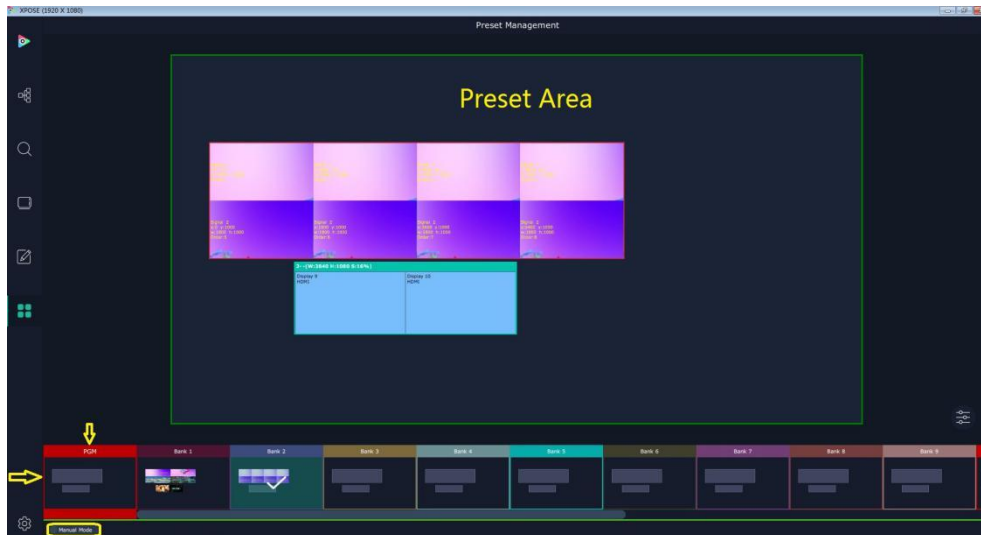 XPOSE (1920 X 1080)
Preset Management
Preset Area
3--(W:3840 H:1080 S:16%)
Display 9
HDMI
Display 10
HDMI
PGM
Bank 1
Bank 2
Bank 3
Bank 4
Bank 5
Bank 6
Bank 7
Bank 8
Bank 9
Manual Mode